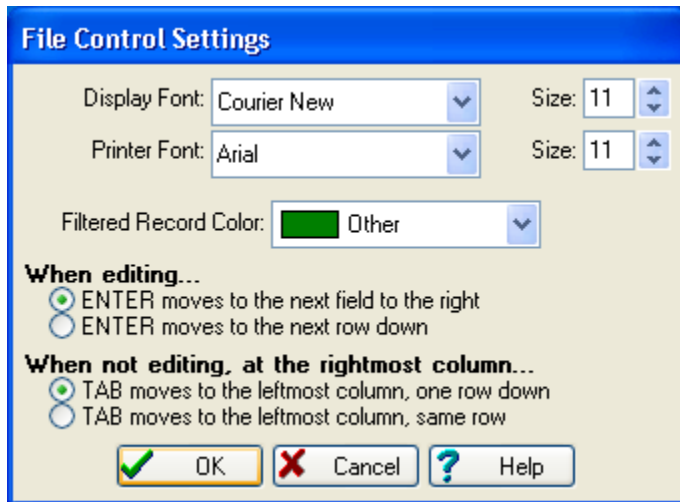 File Control Settings
Display Font: Courier New Size: 11
Printer Font: Arial Size: 11
Filtered Record Color: Other
When editing...
ENTER moves to the next field to the right
ENTER moves to the next row down
When not editing, at the rightmost column...
TAB moves to the leftmost column, one row down
TAB moves to the leftmost column, same row
OK Cancel Help